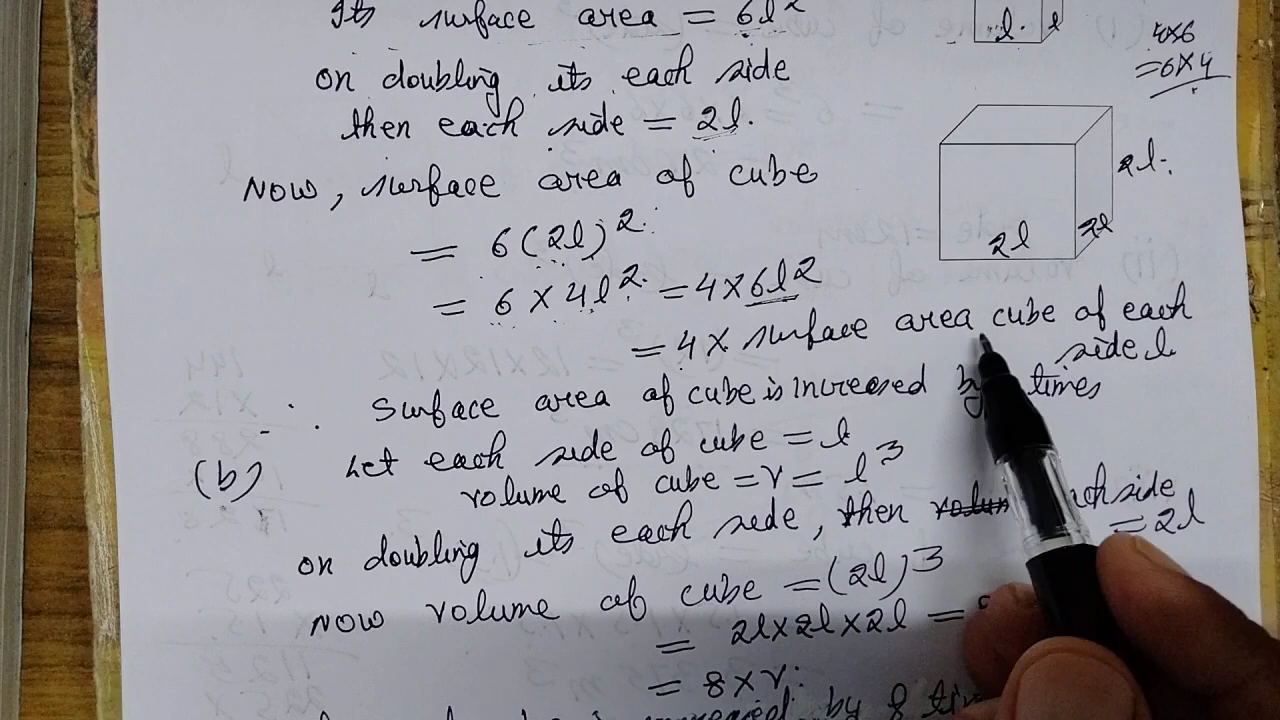 Its surface area = 6l²
l. l
4×6
= 6×4
on doubling its each side
then each side = 2l.
2l.
2l
2l
Now, surface area of cube
= 6(2l)²
= 6 × 4l² = 4×6l²
= 4× surface area cube of each
side l
∴ Surface area of cube is increased by times
(b) Let each side of cube = l
volume of cube = V = l³
on doubling its each side, then side
= 2l
Now volume of cube = (2l)³
= 2l×2l×2l =
= 8×V.
by 8